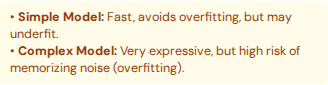 • Simple Model: Fast, avoids overfitting, but may
underfit.
• Complex Model: Very expressive, but high risk of
memorizing noise (overfitting).